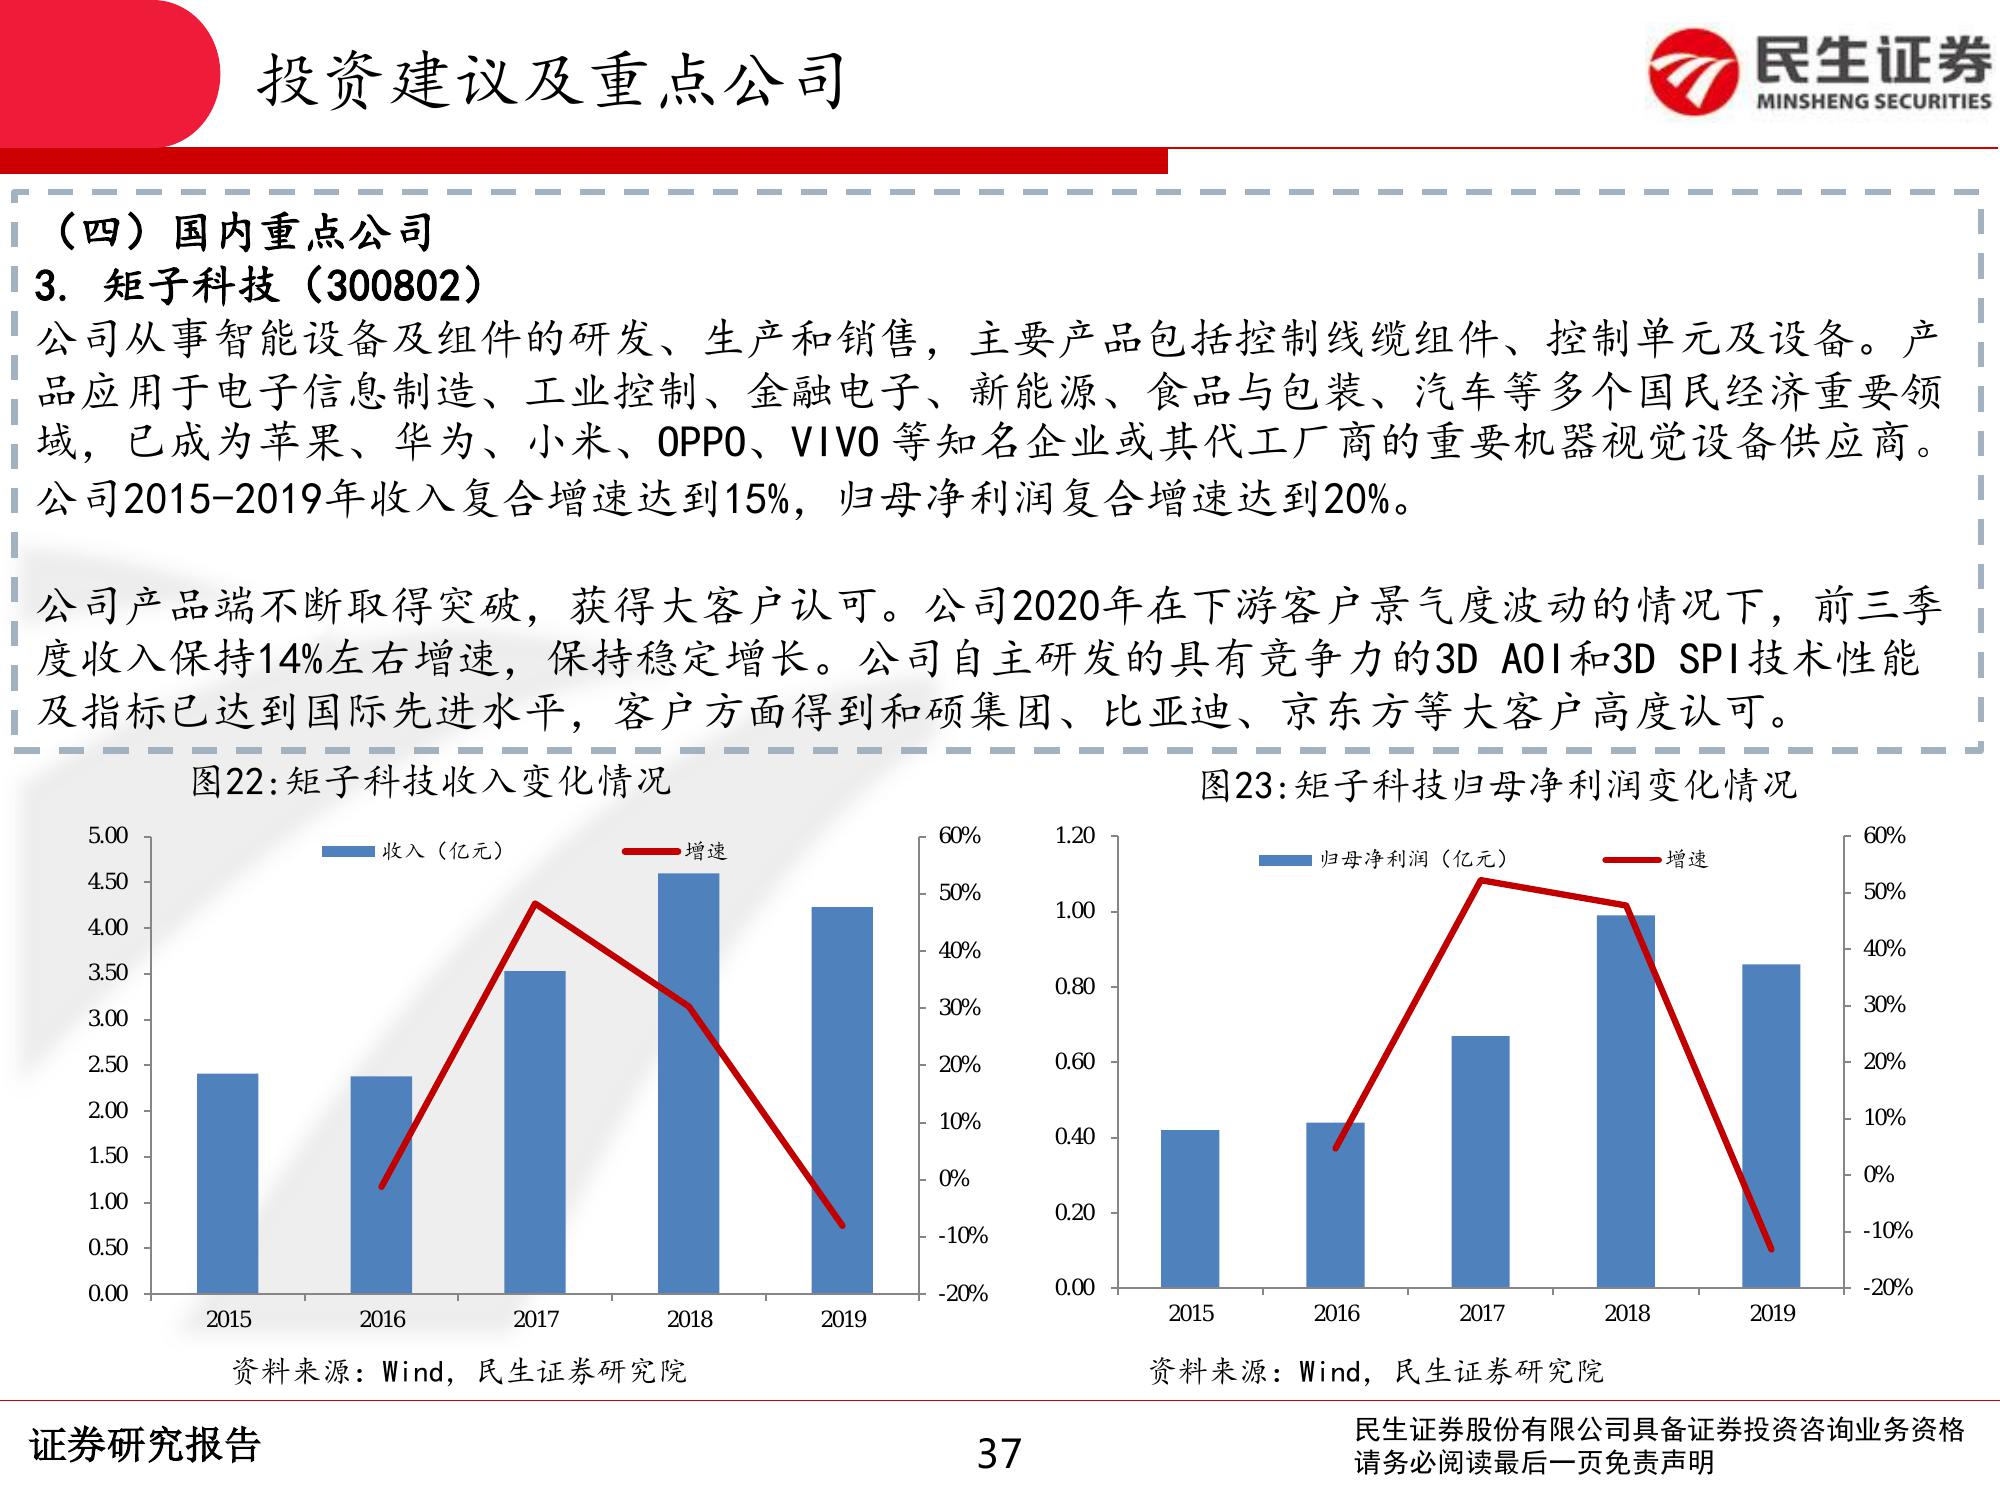 投资建议及重点公司
民生证券
MINSHENG SECURITIES
（四）国内重点公司
3. 矩子科技（300802）
公司从事智能设备及组件的研发、生产和销售，主要产品包括控制线缆组件、控制单元及设备。产
品应用于电子信息制造、工业控制、金融电子、新能源、食品与包装、汽车等多个国民经济重要领
域，已成为苹果、华为、小米、OPPO、VIVO等知名企业或其代工厂商的重要机器视觉设备供应商。
公司2015-2019年收入复合增速达到15%，归母净利润复合增速达到20%。
公司产品端不断取得突破，获得大客户认可。公司2020年在下游客户景气度波动的情况下，前三季
度收入保持14%左右增速，保持稳定增长。公司自主研发的具有竞争力的3D AOI和3D SPI技术性能
及指标已达到国际先进水平，客户方面得到和硕集团、比亚迪、京东方等大客户高度认可。
图22:矩子科技收入变化情况
收入（亿元） 增速
5.00
4.50
4.00
3.50
3.00
2.50
2.00
1.50
1.00
0.50
0.00
60%
50%
40%
30%
20%
10%
0%
-10%
-20%
2015 2016 2017 2018 2019
资料来源：Wind，民生证券研究院
图23:矩子科技归母净利润变化情况
归母净利润（亿元） 增速
1.20
1.00
0.80
0.60
0.40
0.20
0.00
60%
50%
40%
30%
20%
10%
0%
-10%
-20%
2015 2016 2017 2018 2019
资料来源：Wind，民生证券研究院
证券研究报告
37
民生证券股份有限公司具备证券投资咨询业务资格
请务必阅读最后一页免责声明